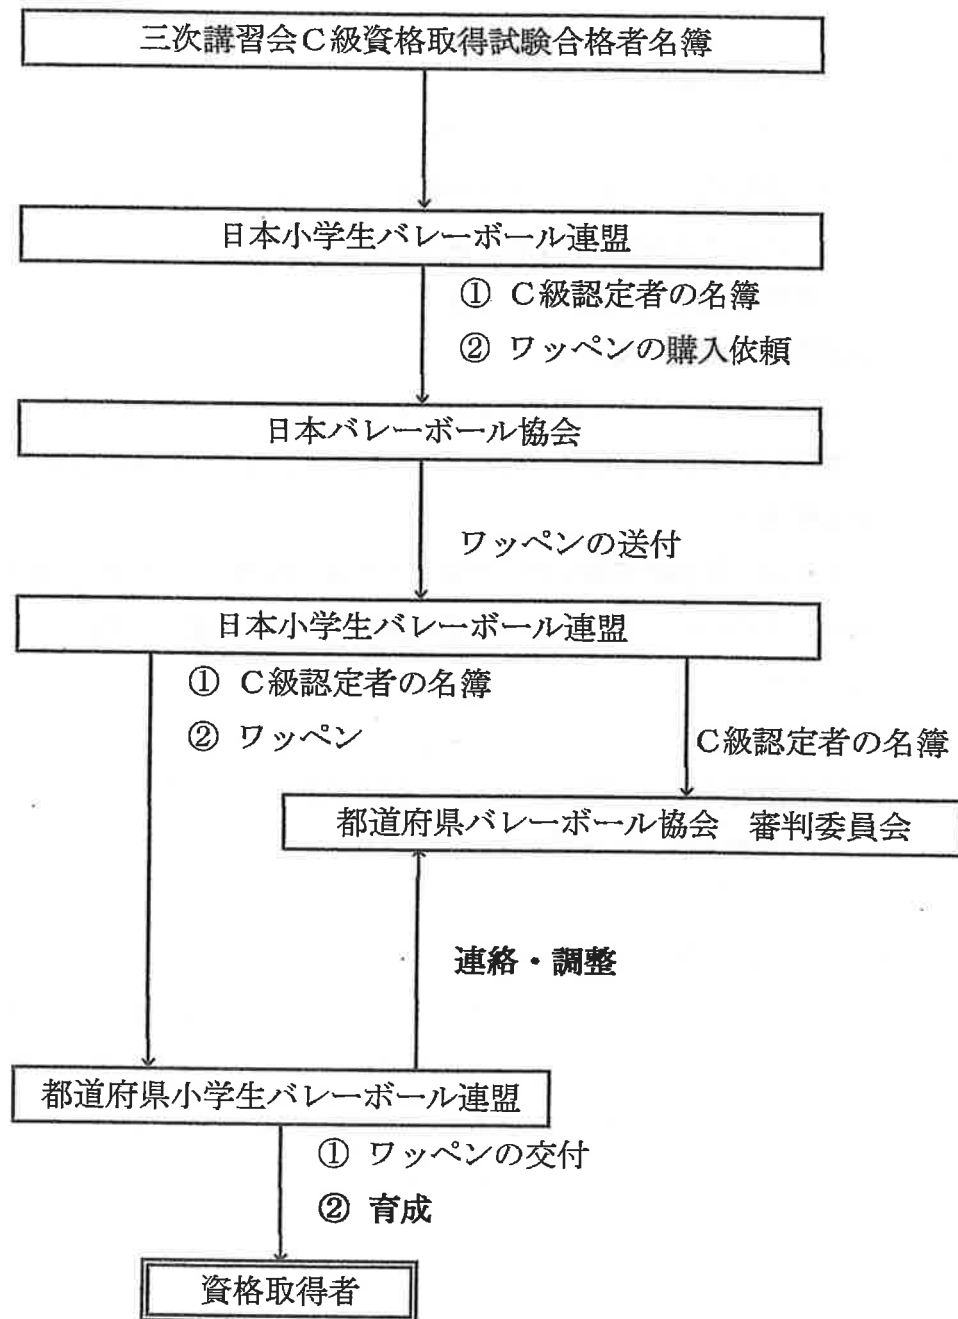 三次講習会C級資格取得試験合格者名簿
日本小学生バレーボール連盟
① C級認定者の名簿
② ワッペンの購入依頼
日本バレーボール協会
ワッペンの送付
日本小学生バレーボール連盟
① C級認定者の名簿
② ワッペン
C級認定者の名簿
都道府県バレーボール協会　審判委員会
連絡・調整
都道府県小学生バレーボール連盟
① ワッペンの交付
② 育成
資格取得者